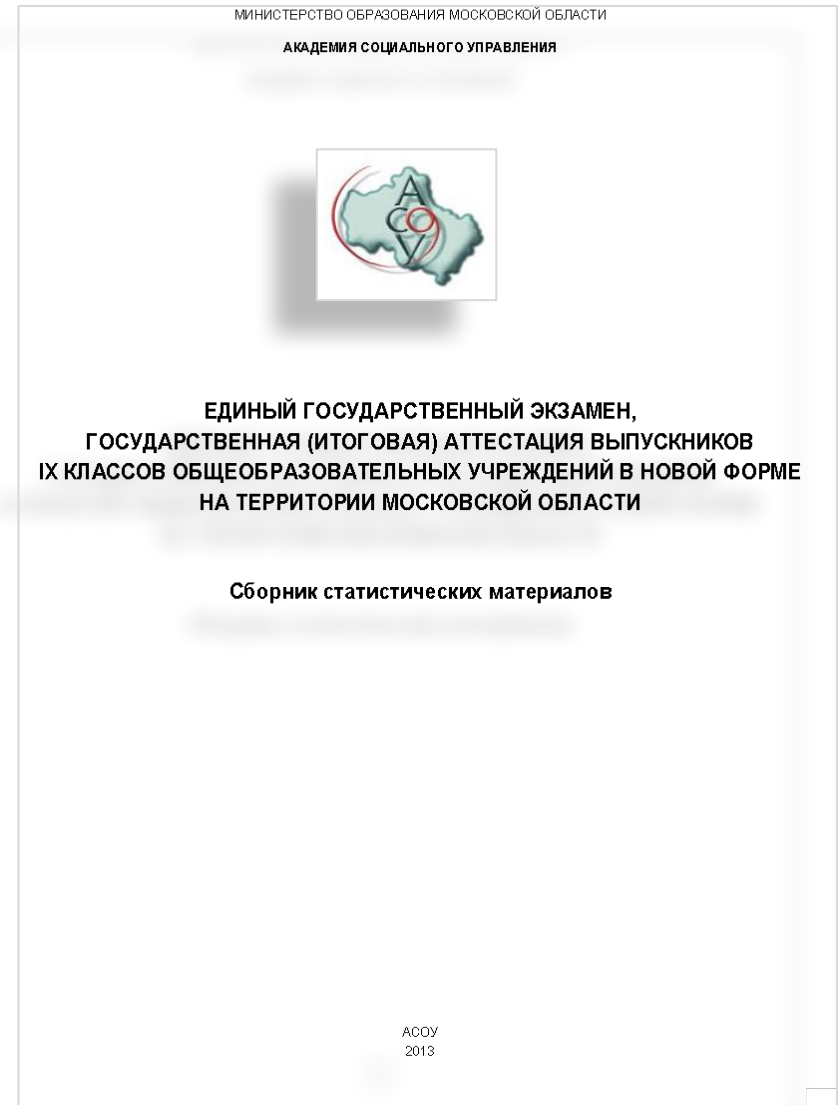 МИНИСТЕРСТВО ОБРАЗОВАНИЯ МОСКОВСКОЙ ОБЛАСТИ
АКАДЕМИЯ СОЦИАЛЬНОГО УПРАВЛЕНИЯ
АСОУ
ЕДИНЫЙ ГОСУДАРСТВЕННЫЙ ЭКЗАМЕН,
ГОСУДАРСТВЕННАЯ (ИТОГОВАЯ) АТТЕСТАЦИЯ ВЫПУСКНИКОВ
IX КЛАССОВ ОБЩЕОБРАЗОВАТЕЛЬНЫХ УЧРЕЖДЕНИЙ В НОВОЙ ФОРМЕ
НА ТЕРРИТОРИИ МОСКОВСКОЙ ОБЛАСТИ
Сборник статистических материалов
АСОУ
2013